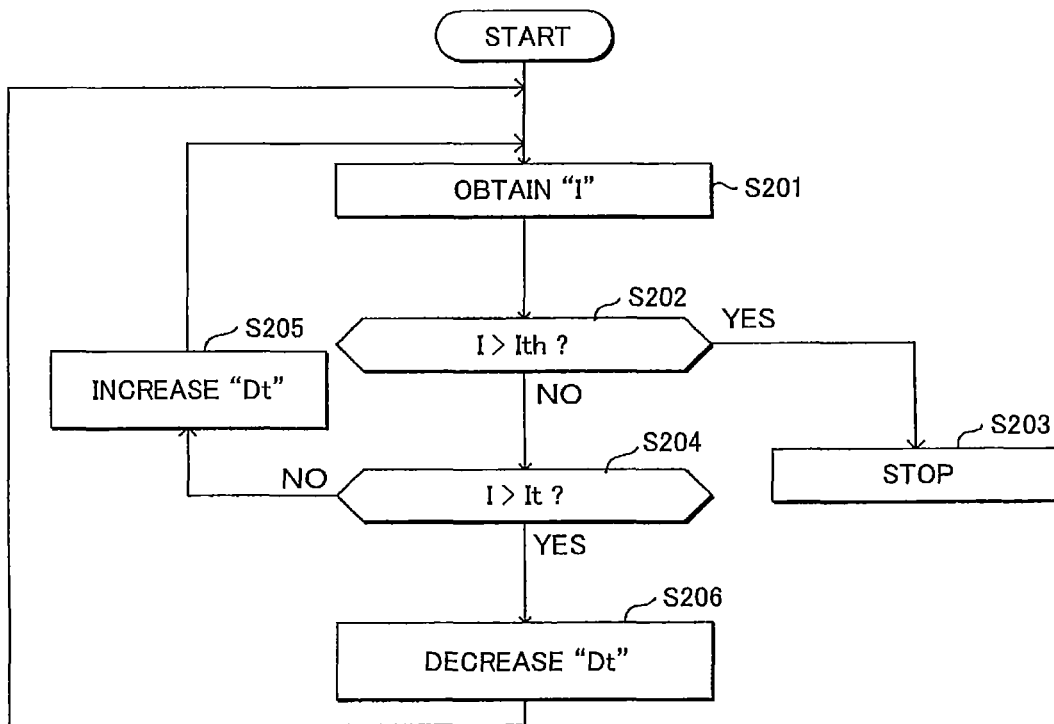 START
OBTAIN “I”
S201
S202
I > Ith ?
YES
NO
S205
INCREASE “Dt”
S203
STOP
S204
NO
I > It ?
YES
S206
DECREASE “Dt”